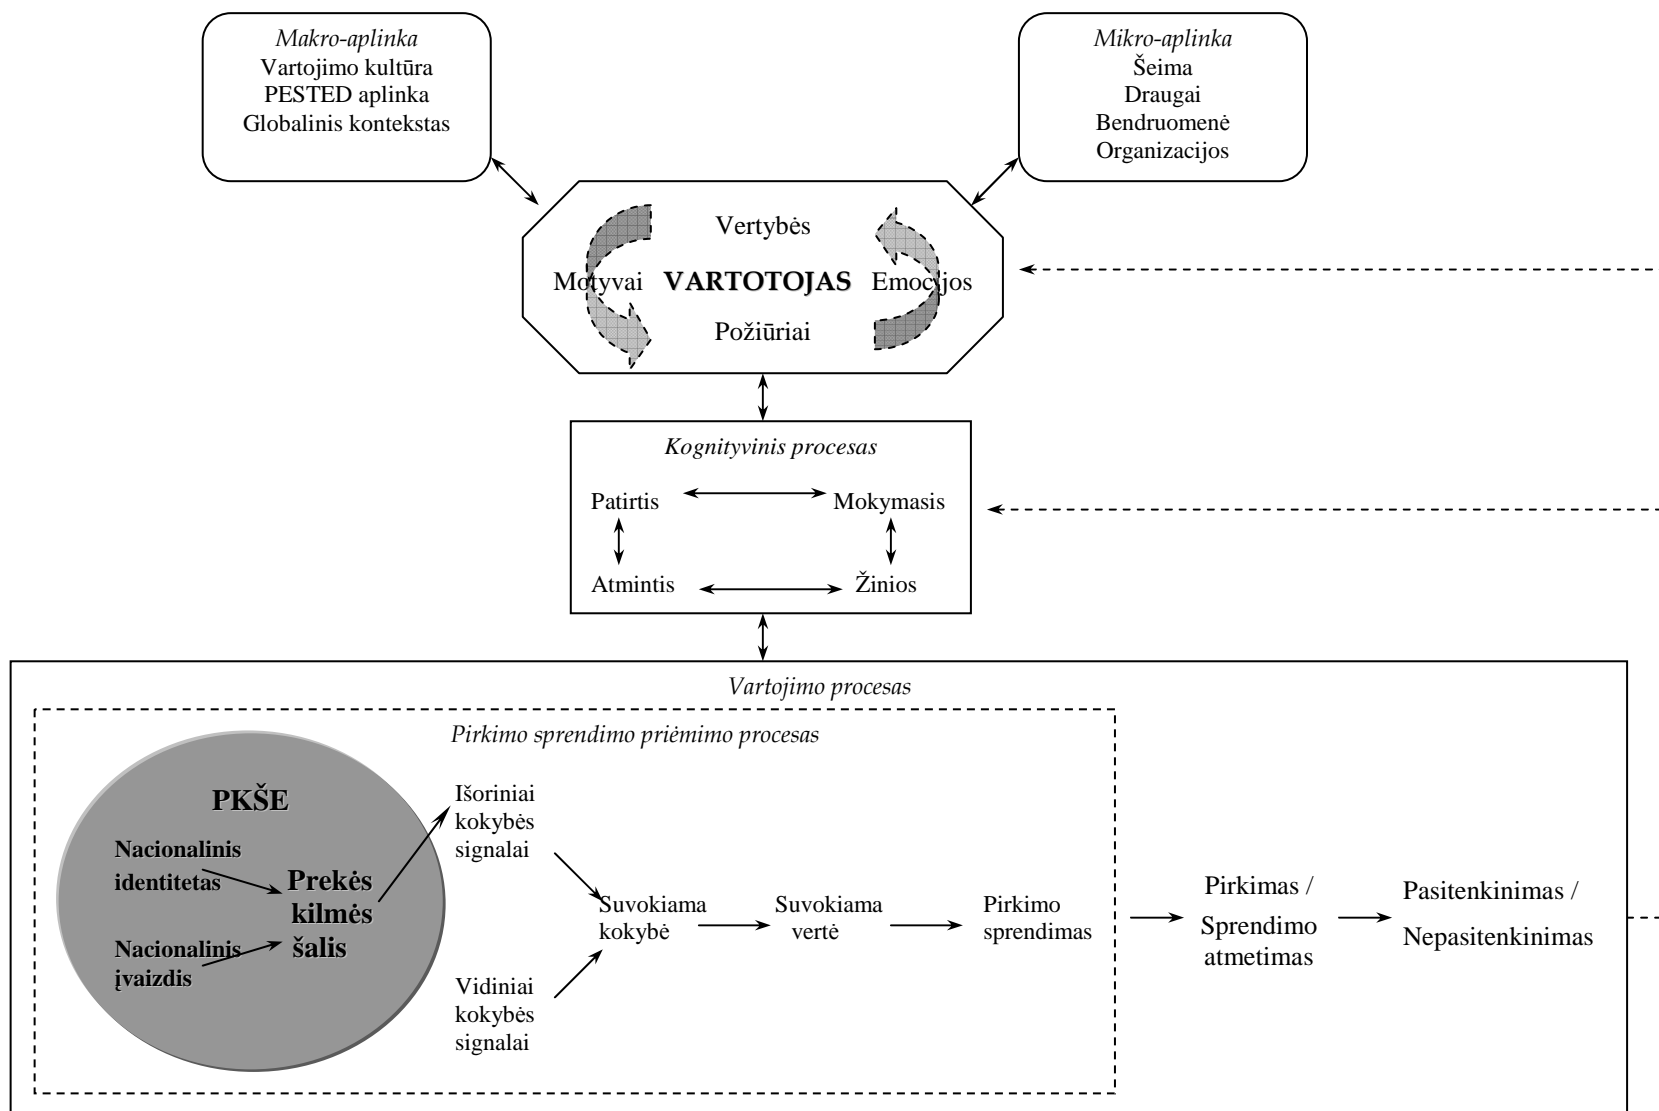 Makro-aplinka
Vartojimo kultūra
PESTED aplinka
Globalinis kontekstas
Mikro-aplinka
Šeima
Draugai
Bendruomenė
Organizacijos
Vertybės
Motyvai VARTOTOJAS Emocijos
Požiūriai
Kognityvinis procesas
Patirtis Mokymasis
Atmintis Žinios
Vartojimo procesas
Pirkimo sprendimo priėmimo procesas
PKŠE
Nacionalinis
identitetas
Nacionalinis
įvaizdis
Prekės
kilmės
šalis
Išoriniai
kokybės
signalai
Vidiniai
kokybės
signalai
Suvokiama
kokybė
Suvokiama
vertė
Pirkimo
sprendimas
Pirkimas /
Sprendimo
atmetimas
Pasitenkinimas /
Nepasitenkinimas